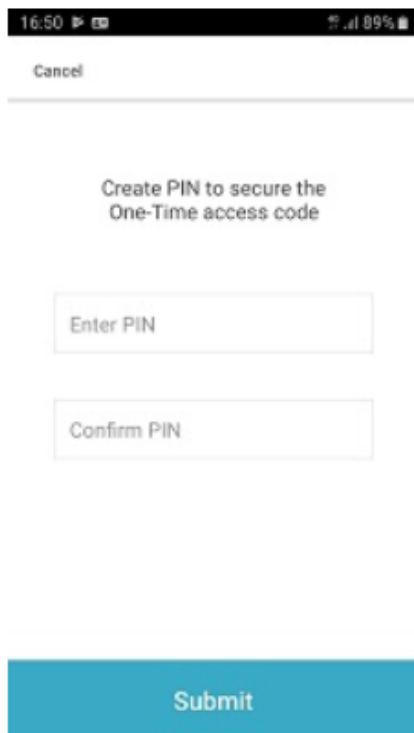 16:50 89%
Cancel
Create PIN to secure the
One-Time access code
Enter PIN
Confirm PIN
Submit